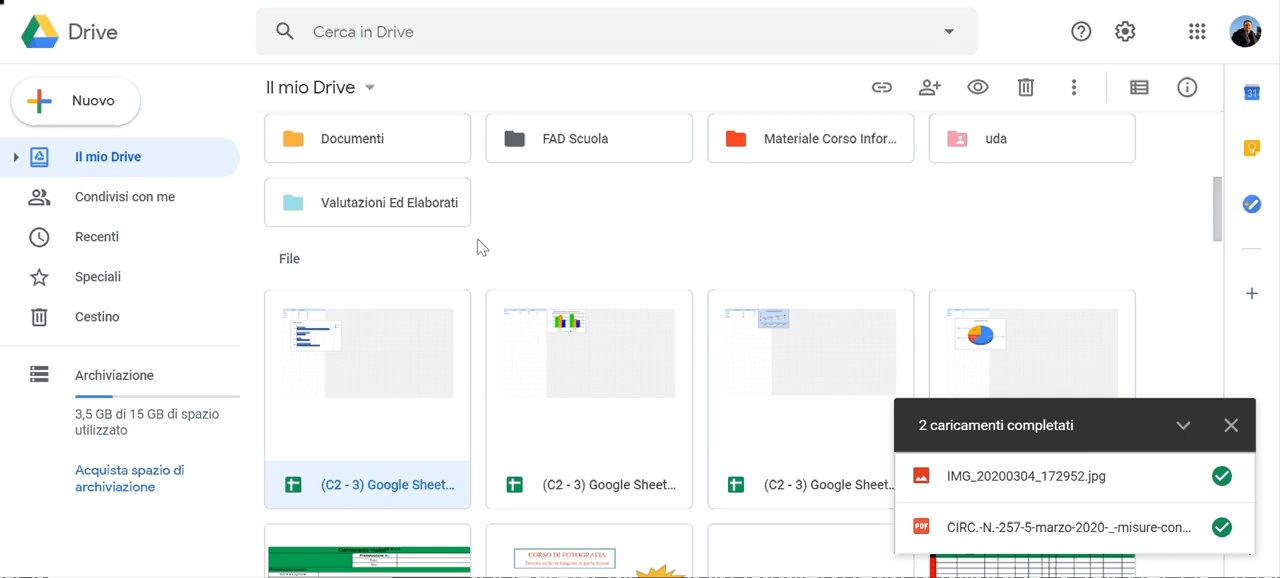 Drive
Cerca in Drive
Nuovo
Il mio Drive
Condivisi con me
Recenti
Speciali
Cestino
Archiviazione
3,5 GB di 15 GB di spazio
utilizzato
Acquista spazio di
archiviazione
Il mio Drive
Documenti
FAD Scuola
Materiale Corso Infor...
uda
Valutazioni Ed Elaborati
File
(C2 - 3) Google Sheet...
(C2 - 3) Google Sheet...
(C2 - 3) Google Sheet...
CORSO DI FOTOGRAFIA
2 caricamenti completati
IMG_20200304_172952.jpg
PDF
CIRC.-N.-257-5-marzo-2020-_-misure-con...
31